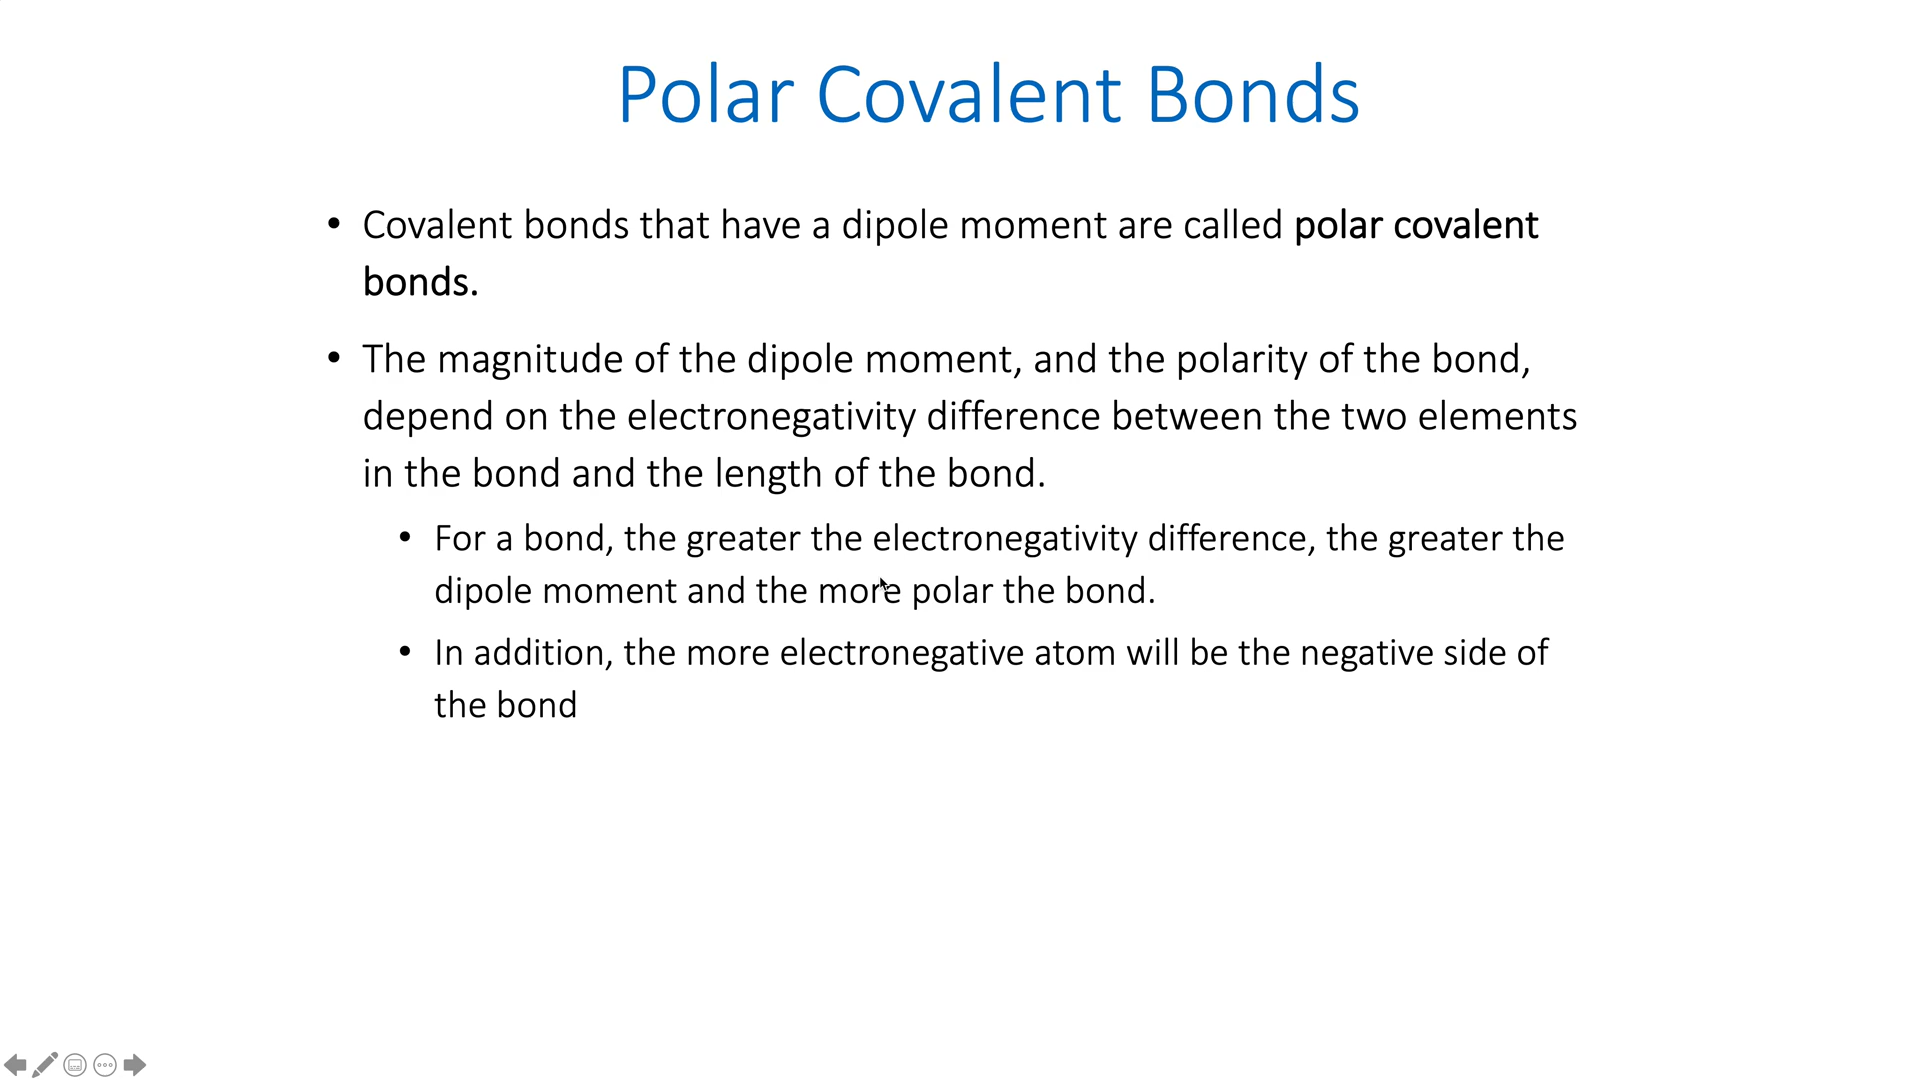 Polar Covalent Bonds
• Covalent bonds that have a dipole moment are called polar covalent
bonds.
• The magnitude of the dipole moment, and the polarity of the bond,
depend on the electronegativity difference between the two elements
in the bond and the length of the bond.
• For a bond, the greater the electronegativity difference, the greater the
dipole moment and the more polar the bond.
• In addition, the more electronegative atom will be the negative side of
the bond